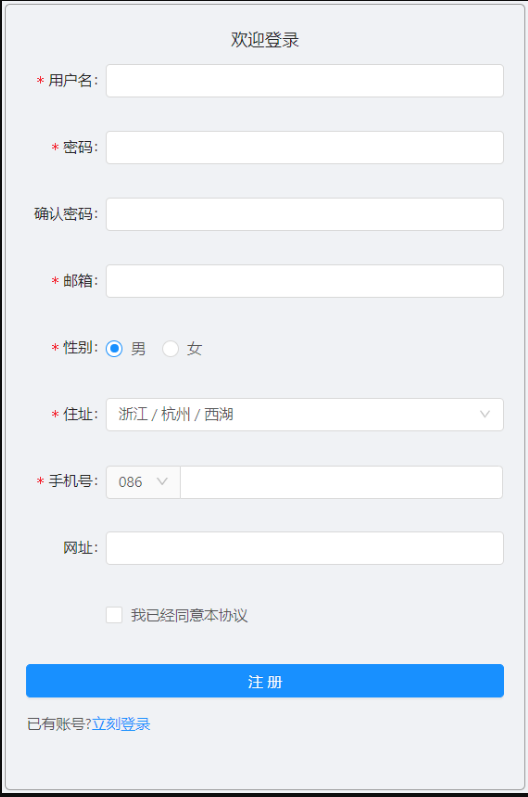 欢迎登录
* 用户名:
* 密码:
确认密码:
* 邮箱:
* 性别: 男 女
* 住址: 浙江 / 杭州 / 西湖
* 手机号: 086
网址:
我已经同意本协议
注 册
已有账号?立刻登录